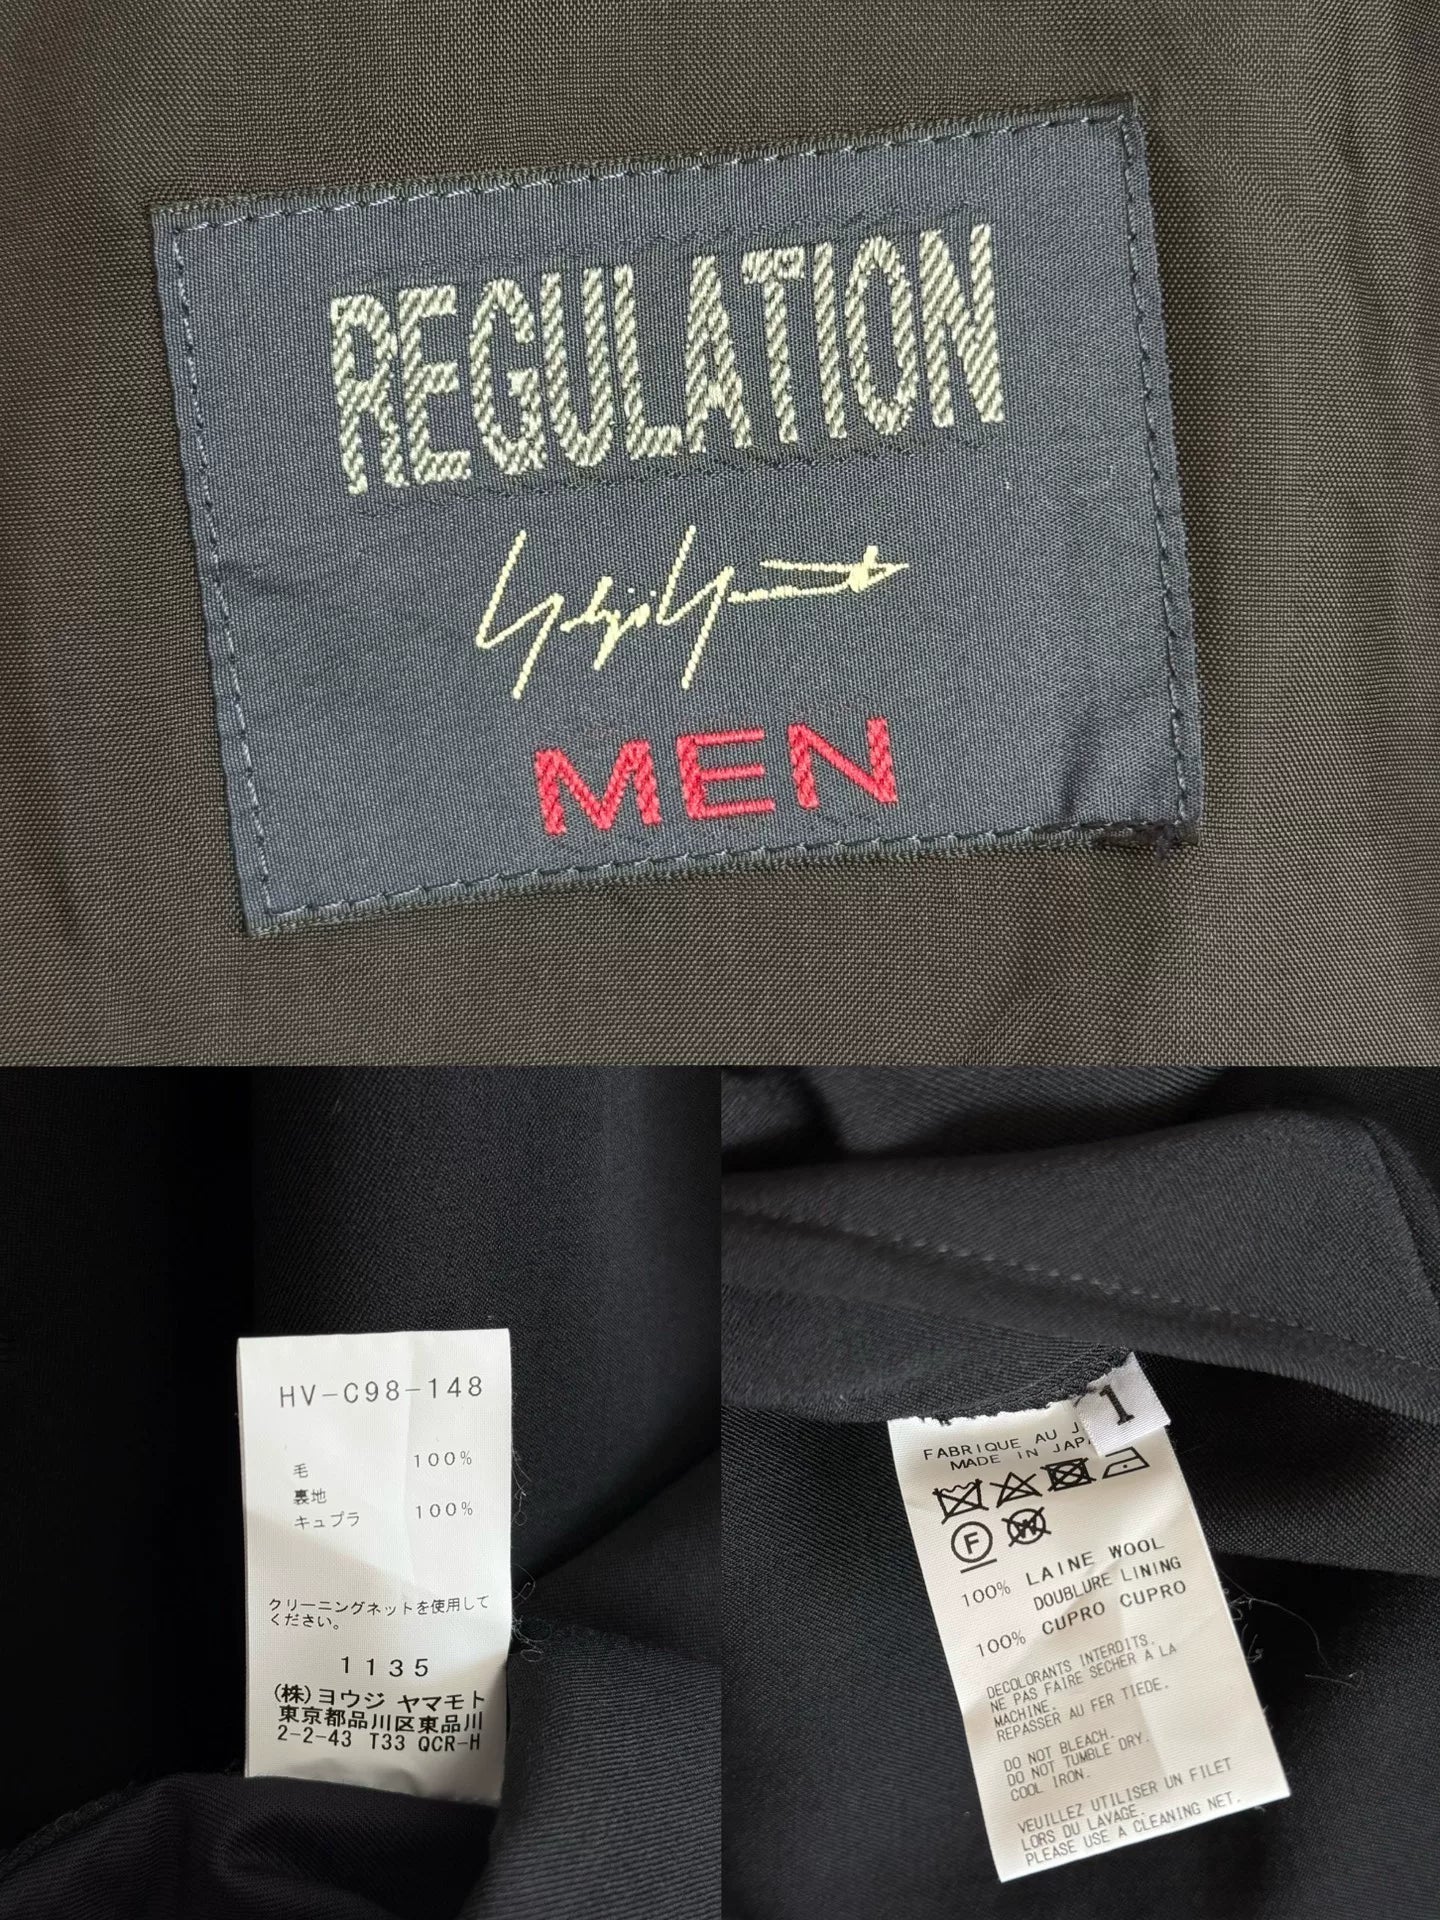 REGULATION
Yohji Yamamoto
MEN
HV-C98-148
毛 100%
裏地
キュプラ 100%
クリーニングネットを使用して
ください。
1135
(株)ヨウジ ヤマモト
東京都品川区東品川
2-2-43 T33 QCR-H
1
FABRIQUE AU
MADE IN
F
W
100% LAINE WOOL
DOUBLURE LINING
100% CUPRO CUPRO
DECOLORANTS INTERDITS.
NE PAS FAIRE SECHER A LA
MACHINE.
REPASSER AU FER TIEDE.
DO NOT BLEACH.
DO NOT TUMBLE DRY.
COOL IRON.
VEUILLEZ UTILISER UN FILET
LORS DU LAVAGE.
PLEASE USE A CLEANING NET.